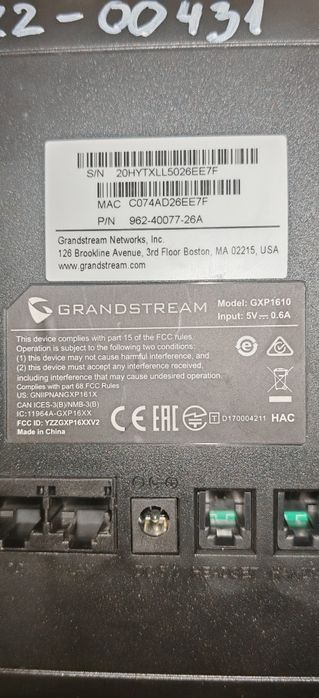 22-00431
S/N 20HYTXLL5026EE7F
MAC C074AD26EE7F
P/N 962-40077-26A
Grandstream Networks, Inc.
126 Brookline Avenue, 3rd Floor Boston, MA 02215, USA
www.grandstream.com
GRANDSTREAM
Model: GXP1610
Input: 5V⎓0.6A
This device complies with part 15 of the FCC rules.
Operation is subject to the following two conditions:
(1) this device may not cause harmful interference, and
(2) this device must accept any interference received,
including interference that may cause undesired operation.
Complies with part 68 FCC Rules
US: GNIIPNANGXP161X
CAN ICES-3(B)/NMB-3(B)
IC:11964A-GXP16XX
FCC ID: YZZGXP16XXV2
Made in China
CE EAC T D170004211 HAC